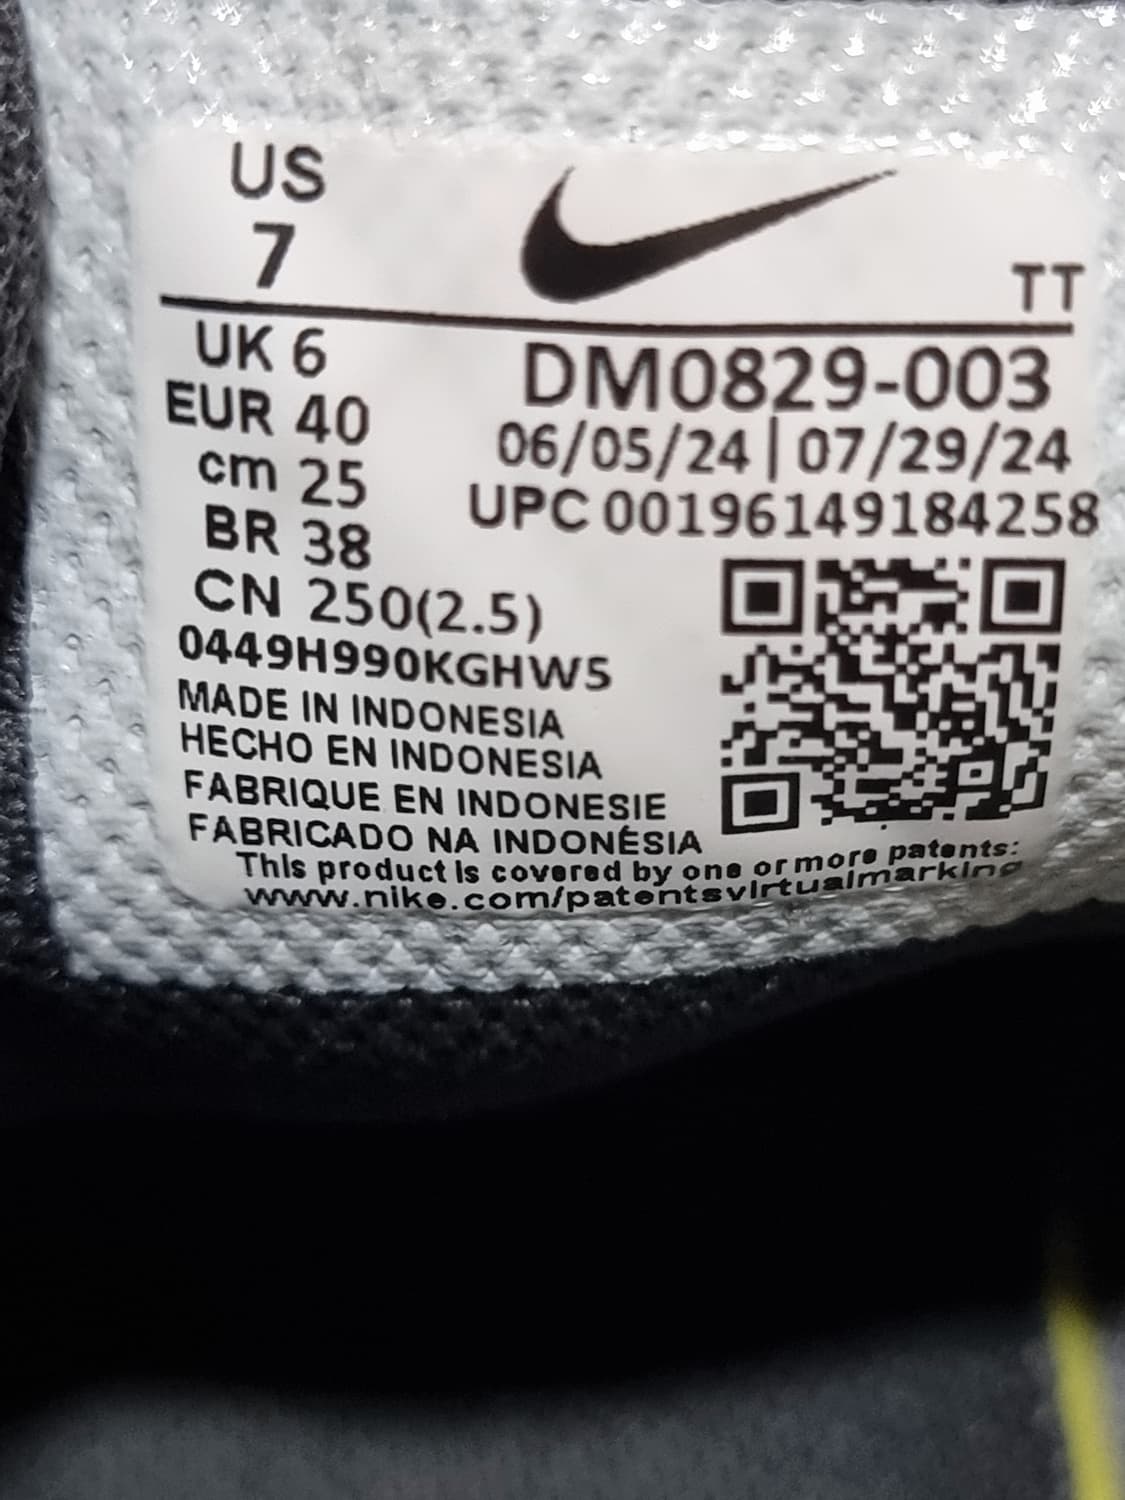 US
7
TT
UK 6
EUR 40
cm 25
BR 38
CN 250(2.5)
DM0829-003
06/05/24 | 07/29/24
UPC 00196149184258
0449H990KGHW5
MADE IN INDONESIA
HECHO EN INDONESIA
FABRIQUE EN INDONESIE
FABRICADO NA INDONÉSIA
This product is covered by one or more patents:
www.nike.com/patentsvirtualmarking